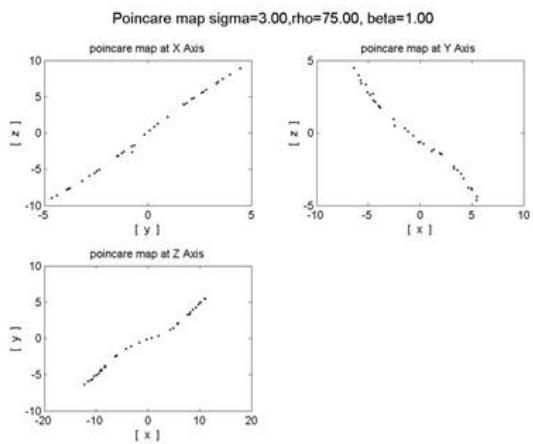 Poincare map sigma=3.00,rho=75.00, beta=1.00
poincare map at X Axis
10
5
0
-5
-10
[ z ]
-5
0
5
[ y ]
poincare map at Y Axis
5
0
-5
[ z ]
-10
-5
0
5
10
[ x ]
poincare map at Z Axis
10
5
0
-5
-10
[ y ]
-20
-10
0
10
20
[ x ]